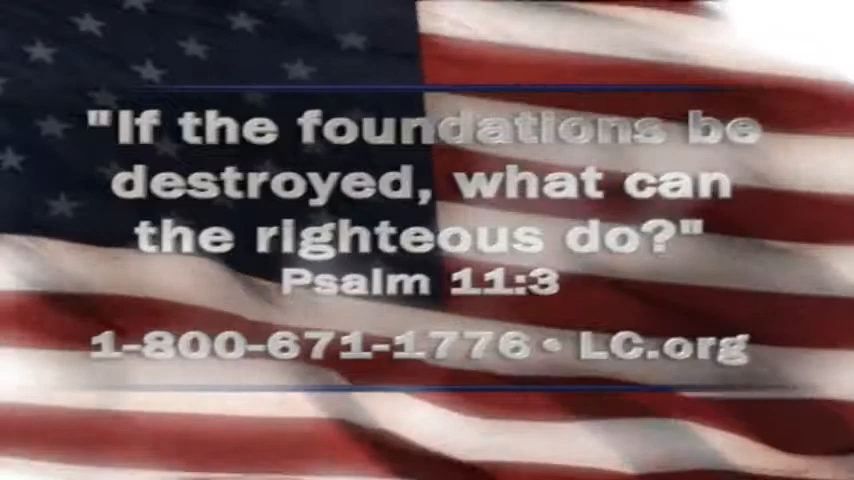 "If the foundations be
destroyed, what can
the righteous do?"
Psalm 11:3
1-800-671-1776 • LC.org